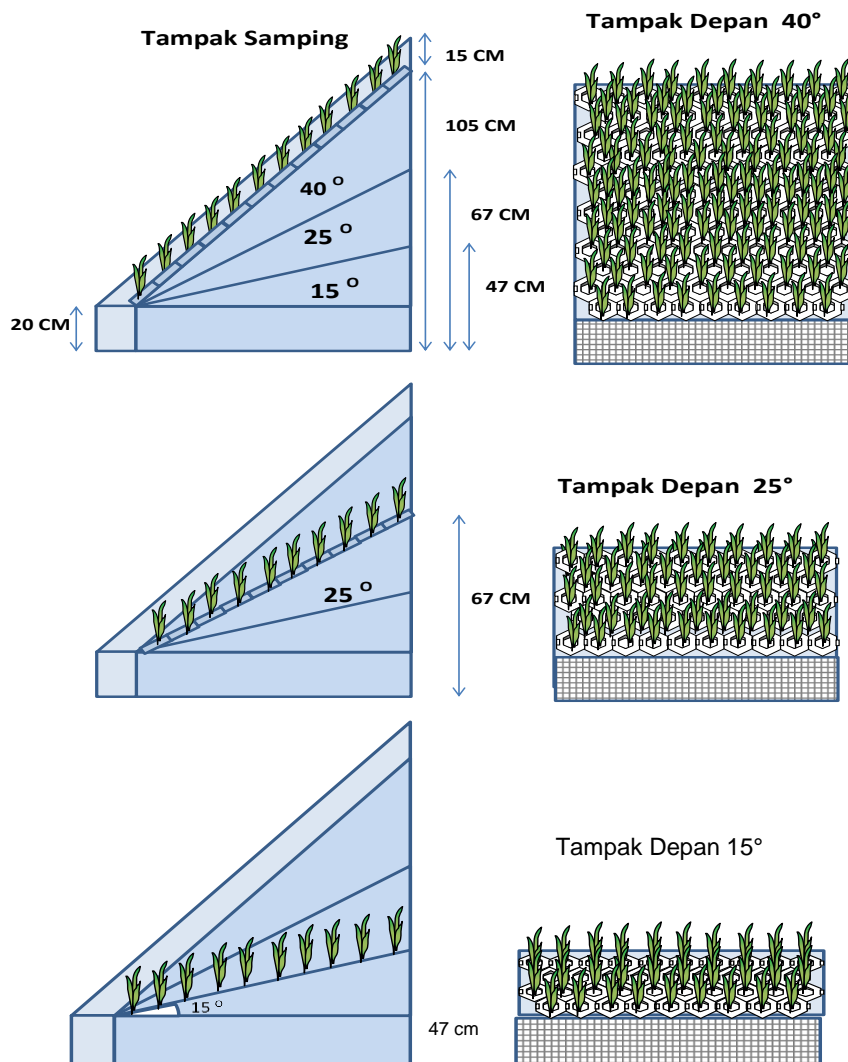 Tampak Samping
15 CM
105 CM
40 O
67 CM
25 O
47 CM
15 O
20 CM
Tampak Depan 40°
25 O
67 CM
Tampak Depan 25°
15 O
47 cm
Tampak Depan 15°